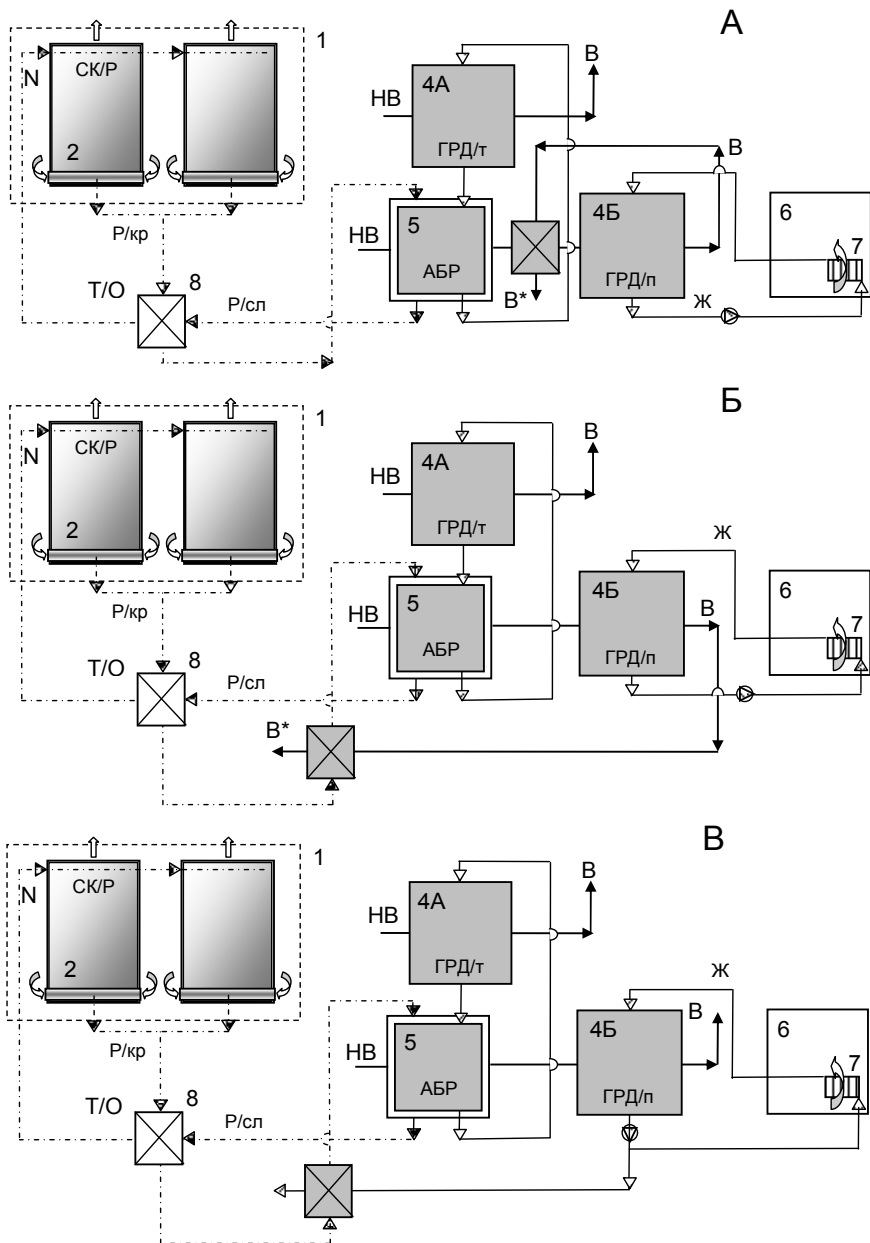 А
1
СК/Р
N
2
Р/кр
Т/О
8
Р/сл
НВ
4А
ГРД/т
В
НВ
5
АБР
В*
В
4Б
ГРД/п
Ж
6
7
Б
1
СК/Р
N
2
Р/кр
Т/О
8
Р/сл
В*
НВ
4А
ГРД/т
В
НВ
5
АБР
4Б
ГРД/п
В
Ж
6
7
В
1
СК/Р
N
2
Р/кр
Т/О
8
Р/сл
НВ
4А
ГРД/т
В
НВ
5
АБР
4Б
ГРД/п
В
Ж
6
7